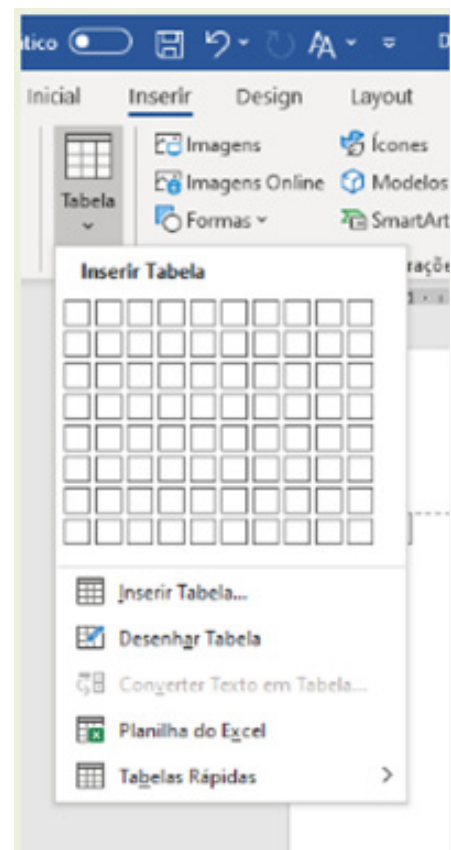 tico
Inicial Inserir Design Layout
Tabela
Imagens
Imagens Online
Formas
Ícones
Modelos
SmartArt
raçõe
Inserir Tabela
Inserir Tabela...
Desenhar Tabela
Converter Texto em Tabela...
Planilha do Excel
Tabelas Rápidas